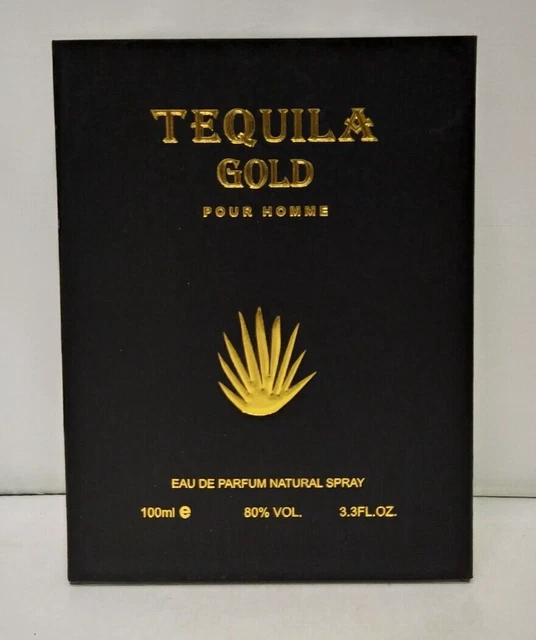 TEQUILA
GOLD
POUR HOMME
EAU DE PARFUM NATURAL SPRAY
100ml e 80% VOL. 3.3FL.OZ.